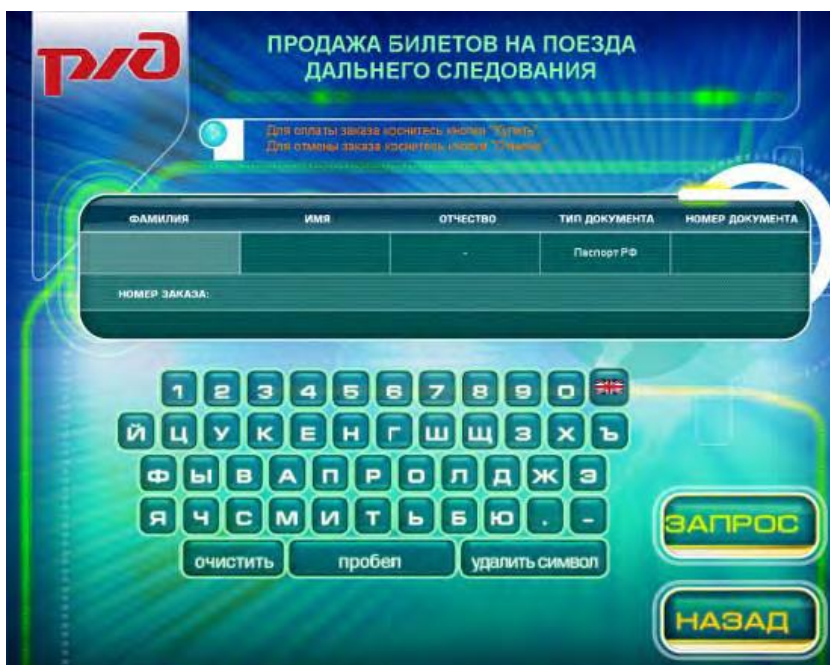 ржд
ПРОДАЖА БИЛЕТОВ НА ПОЕЗДА
ДАЛЬНЕГО СЛЕДОВАНИЯ
Для оплаты заказа коснитесь кнопки "Купить"
Для отмены заказа коснитесь кнопки "Отмена"
ФАМИЛИЯ ИМЯ ОТЧЕСТВО ТИП ДОКУМЕНТА НОМЕР ДОКУМЕНТА
- Паспорт РФ
НОМЕР ЗАКАЗА:
1 2 3 4 5 6 7 8 9 0
Й Ц У К Е Н Г Ш Щ З Х Ъ
Ф Ы В А П Р О Л Д Ж Э
Я Ч С М И Т Ь Б Ю . -
ЗАПРОС
очистить пробел удалить символ
НАЗАД